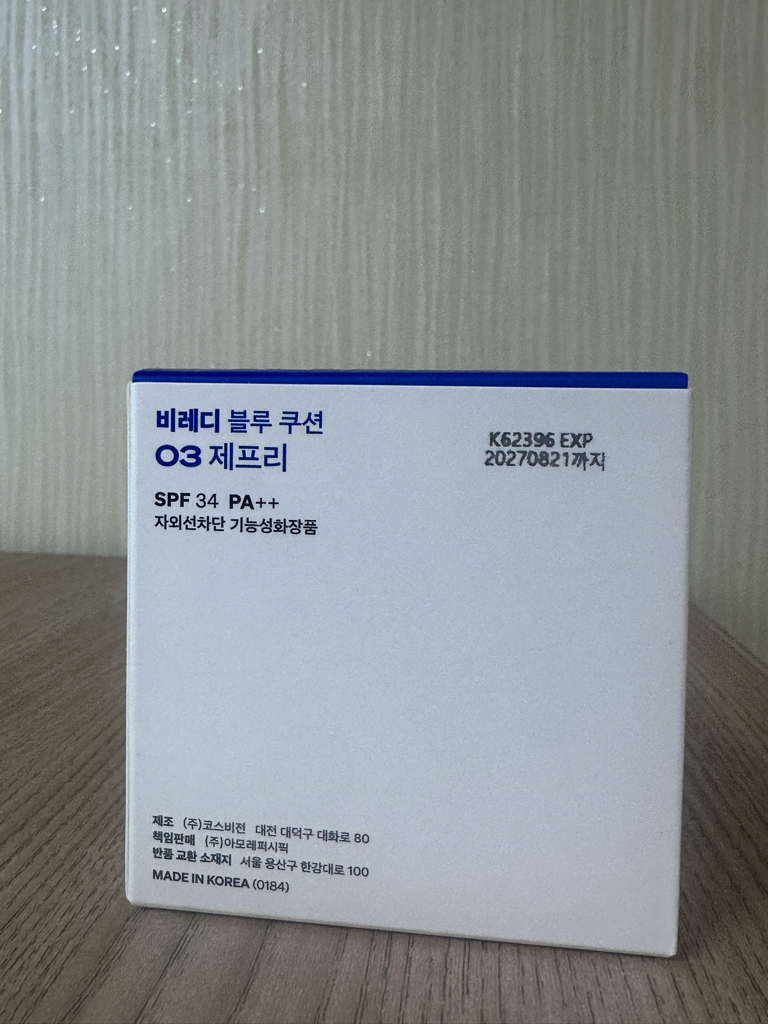 비레디 블루 쿠션
03 제프리
K62396 EXP
20270821까지
SPF 34 PA++
자외선차단 기능성화장품
제조 (주)코스비전 대전 대덕구 대화로 80
책임판매 (주)아모레퍼시픽
반품 교환 소재지 서울 용산구 한강대로 100
MADE IN KOREA (0184)